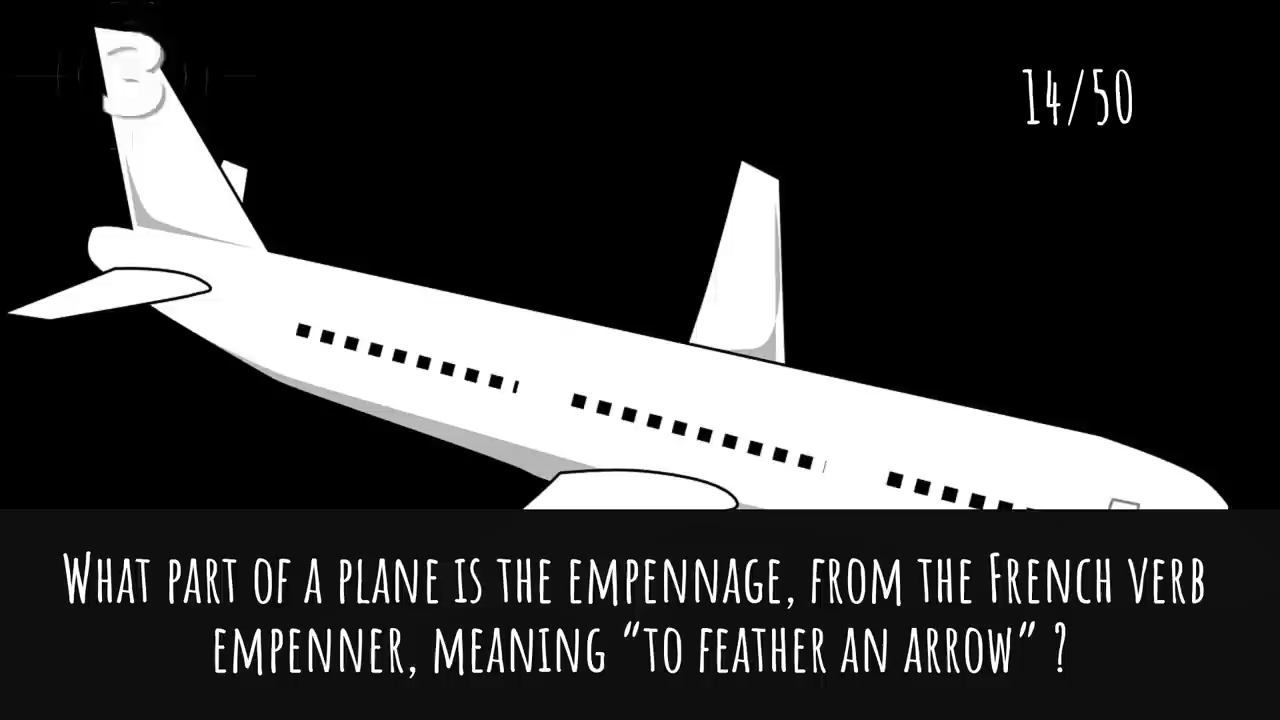 3
14/50
What part of a plane is the empennage, from the French verb
empenner, meaning “to feather an arrow” ?